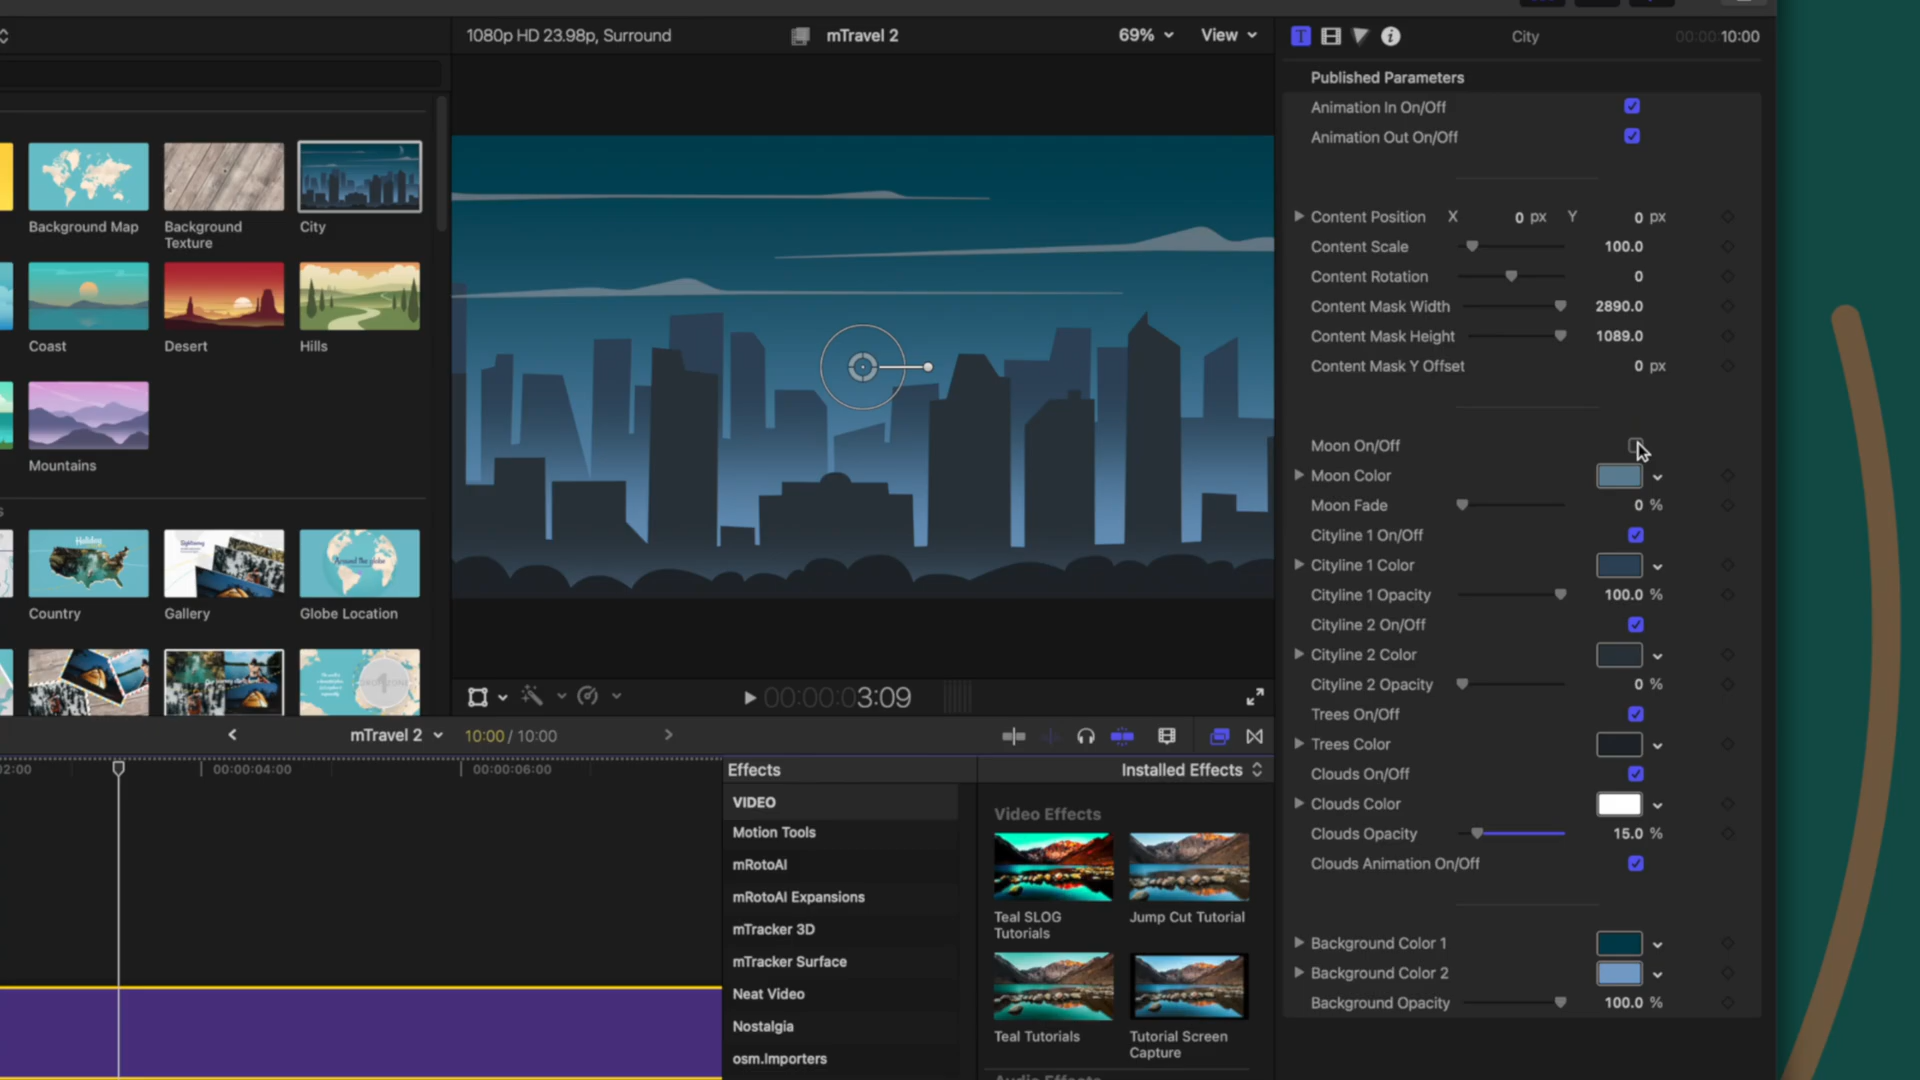 1080p HD 23.98p, Surround
mTravel 2
69%
View
City
00:00:10:00
Background Map
Background
Texture
City
Coast
Desert
Hills
Mountains
s
Holiday
Country
Gallery
Around the globe
Globe Location
1
00:00:03:09
mTravel 2
10:00 / 10:00
02:00
00:00:04:00
00:00:06:00
Effects
Installed Effects
VIDEO
Motion Tools
mRotoAI
mRotoAI Expansions
mTracker 3D
mTracker Surface
Neat Video
Nostalgia
osm.Importers
Video Effects
Teal SLOG
Tutorials
Jump Cut Tutorial
Teal Tutorials
Tutorial Screen
Capture
Audio Effects
Published Parameters
Animation In On/Off
Animation Out On/Off
Content Position X 0 px Y 0 px
Content Scale 100.0
Content Rotation 0
Content Mask Width 2890.0
Content Mask Height 1089.0
Content Mask Y Offset 0 px
Moon On/Off
Moon Color
Moon Fade 0 %
Cityline 1 On/Off
Cityline 1 Color
Cityline 1 Opacity 100.0 %
Cityline 2 On/Off
Cityline 2 Color
Cityline 2 Opacity 0 %
Trees On/Off
Trees Color
Clouds On/Off
Clouds Color
Clouds Opacity 15.0 %
Clouds Animation On/Off
Background Color 1
Background Color 2
Background Opacity 100.0 %